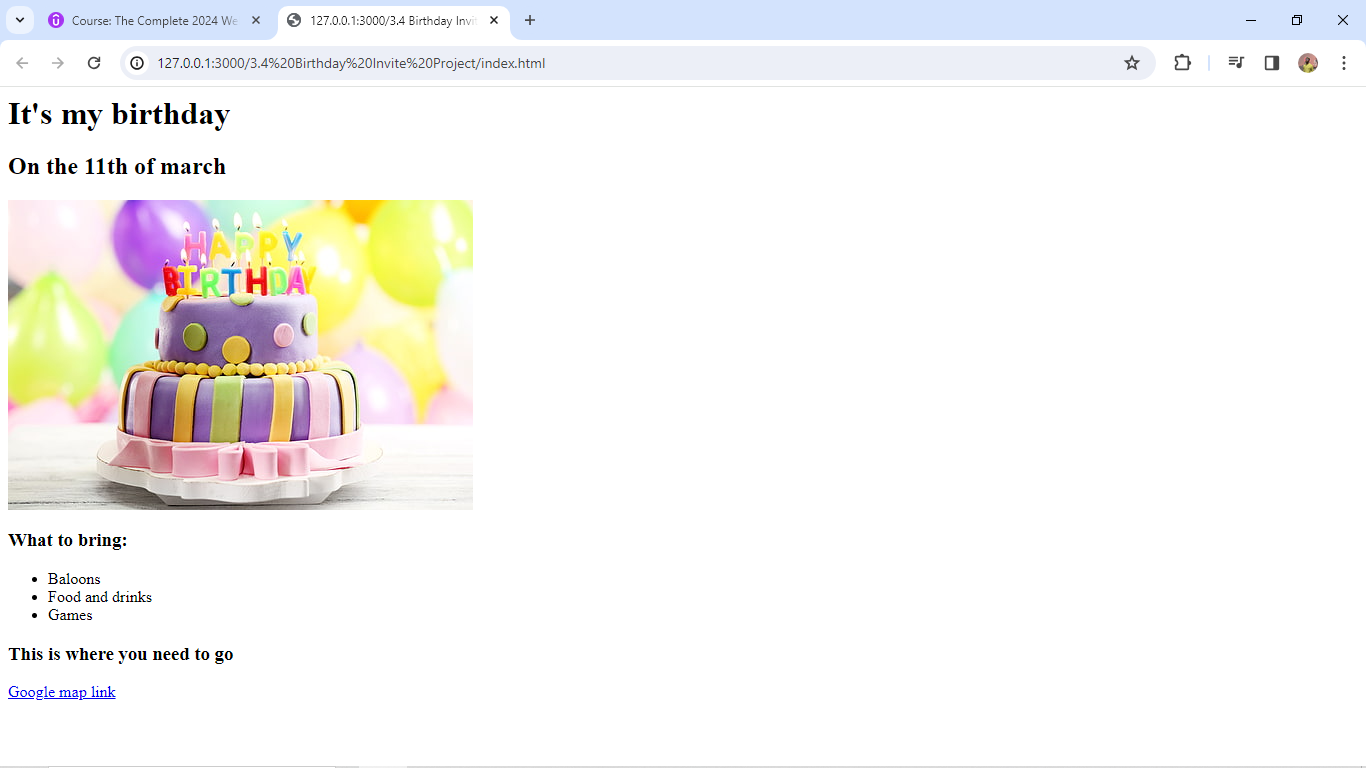 Course: The Complete 2024 We
127.0.0.1:3000/3.4 Birthday Invi
127.0.0.1:3000/3.4%20Birthday%20Invite%20Project/index.html
It's my birthday
On the 11th of march
HAPPY
BIRTHDAY
What to bring:
Baloons
Food and drinks
Games
This is where you need to go
Google map link